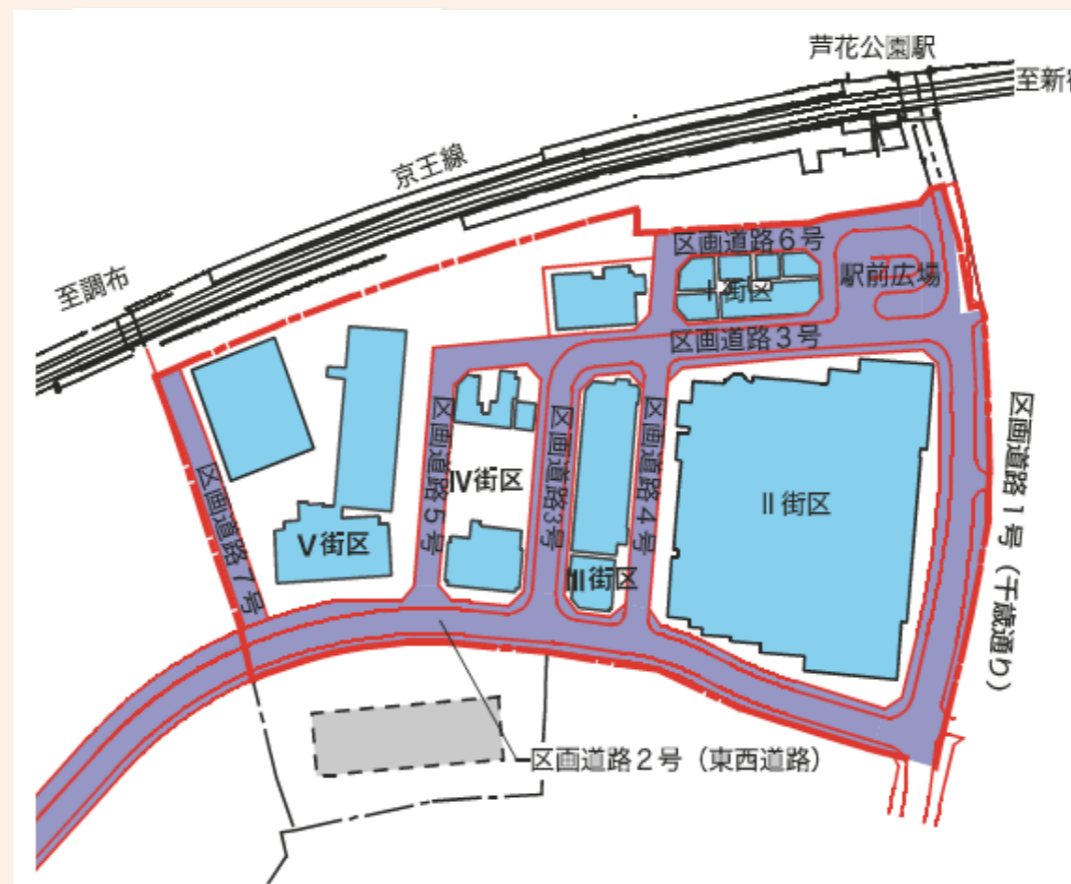 芦花公園駅
至新
京王線
至調布
区画道路6号
駅前広場
I街区
区画道路3号
区画道路1号（千歳通り）
区画道路5号
区画道路3号
区画道路4号
IV街区
II街区
区画道路7号
V街区
III街区
区画道路2号（東西道路）